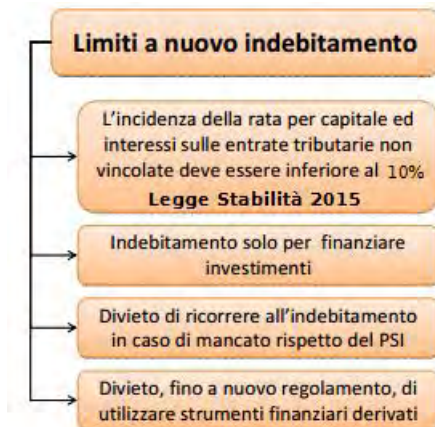 Limiti a nuovo indebitamento
L'incidenza della rata per capitale ed
interessi sulle entrate tributarie non
vincolate deve essere inferiore al 10%
Legge Stabilità 2015
Indebitamento solo per finanziare
investimenti
Divieto di ricorrere all'indebitamento
in caso di mancato rispetto del PSI
Divieto, fino a nuovo regolamento, di
utilizzare strumenti finanziari derivati